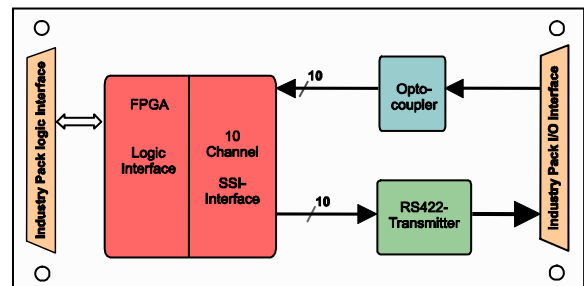 Industry Pack logic Interface
FPGA
Logic
Interface
10
Channel
SSI-
Interface
10
Opto-
coupler
10
RS422-
Transmitter
Industry Pack I/O Interface